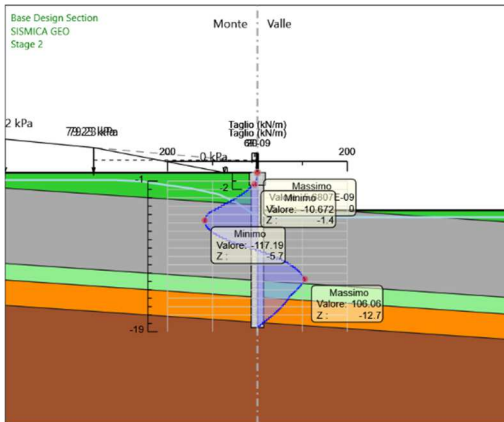 Base Design Section
SISMICA GEO
Stage 2
Monte
Valle
2 kPa
0 kPa
Taglio (kN/m)
Taglio (kN/m)
200
0
200
-1
-2
-19
Massimo
Minimo
Valore: -10.672
Z : -1.4
0
Minimo
Valore: -117.19
Z : -5.7
Massimo
Valore: 106.06
Z : -12.7